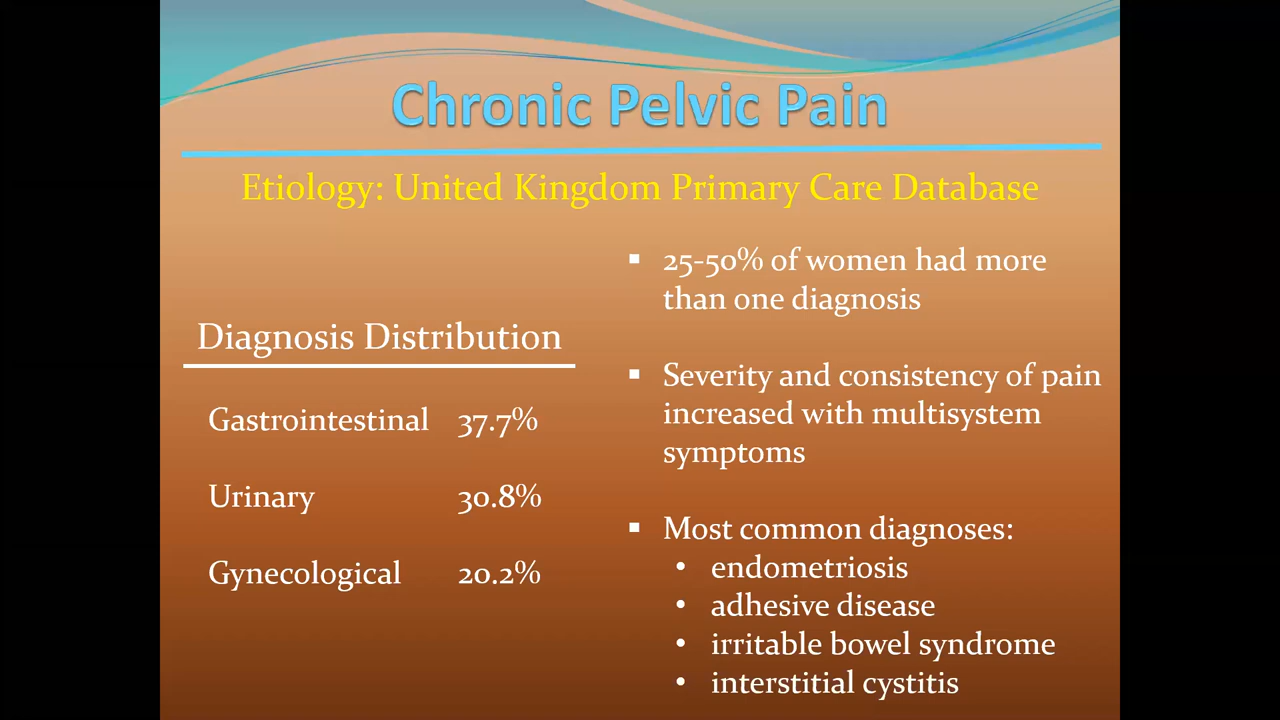 Chronic Pelvic Pain
Etiology: United Kingdom Primary Care Database
Diagnosis Distribution
Gastrointestinal 37.7%
Urinary 30.8%
Gynecological 20.2%
▪ 25-50% of women had more
than one diagnosis
▪ Severity and consistency of pain
increased with multisystem
symptoms
▪ Most common diagnoses:
• endometriosis
• adhesive disease
• irritable bowel syndrome
• interstitial cystitis